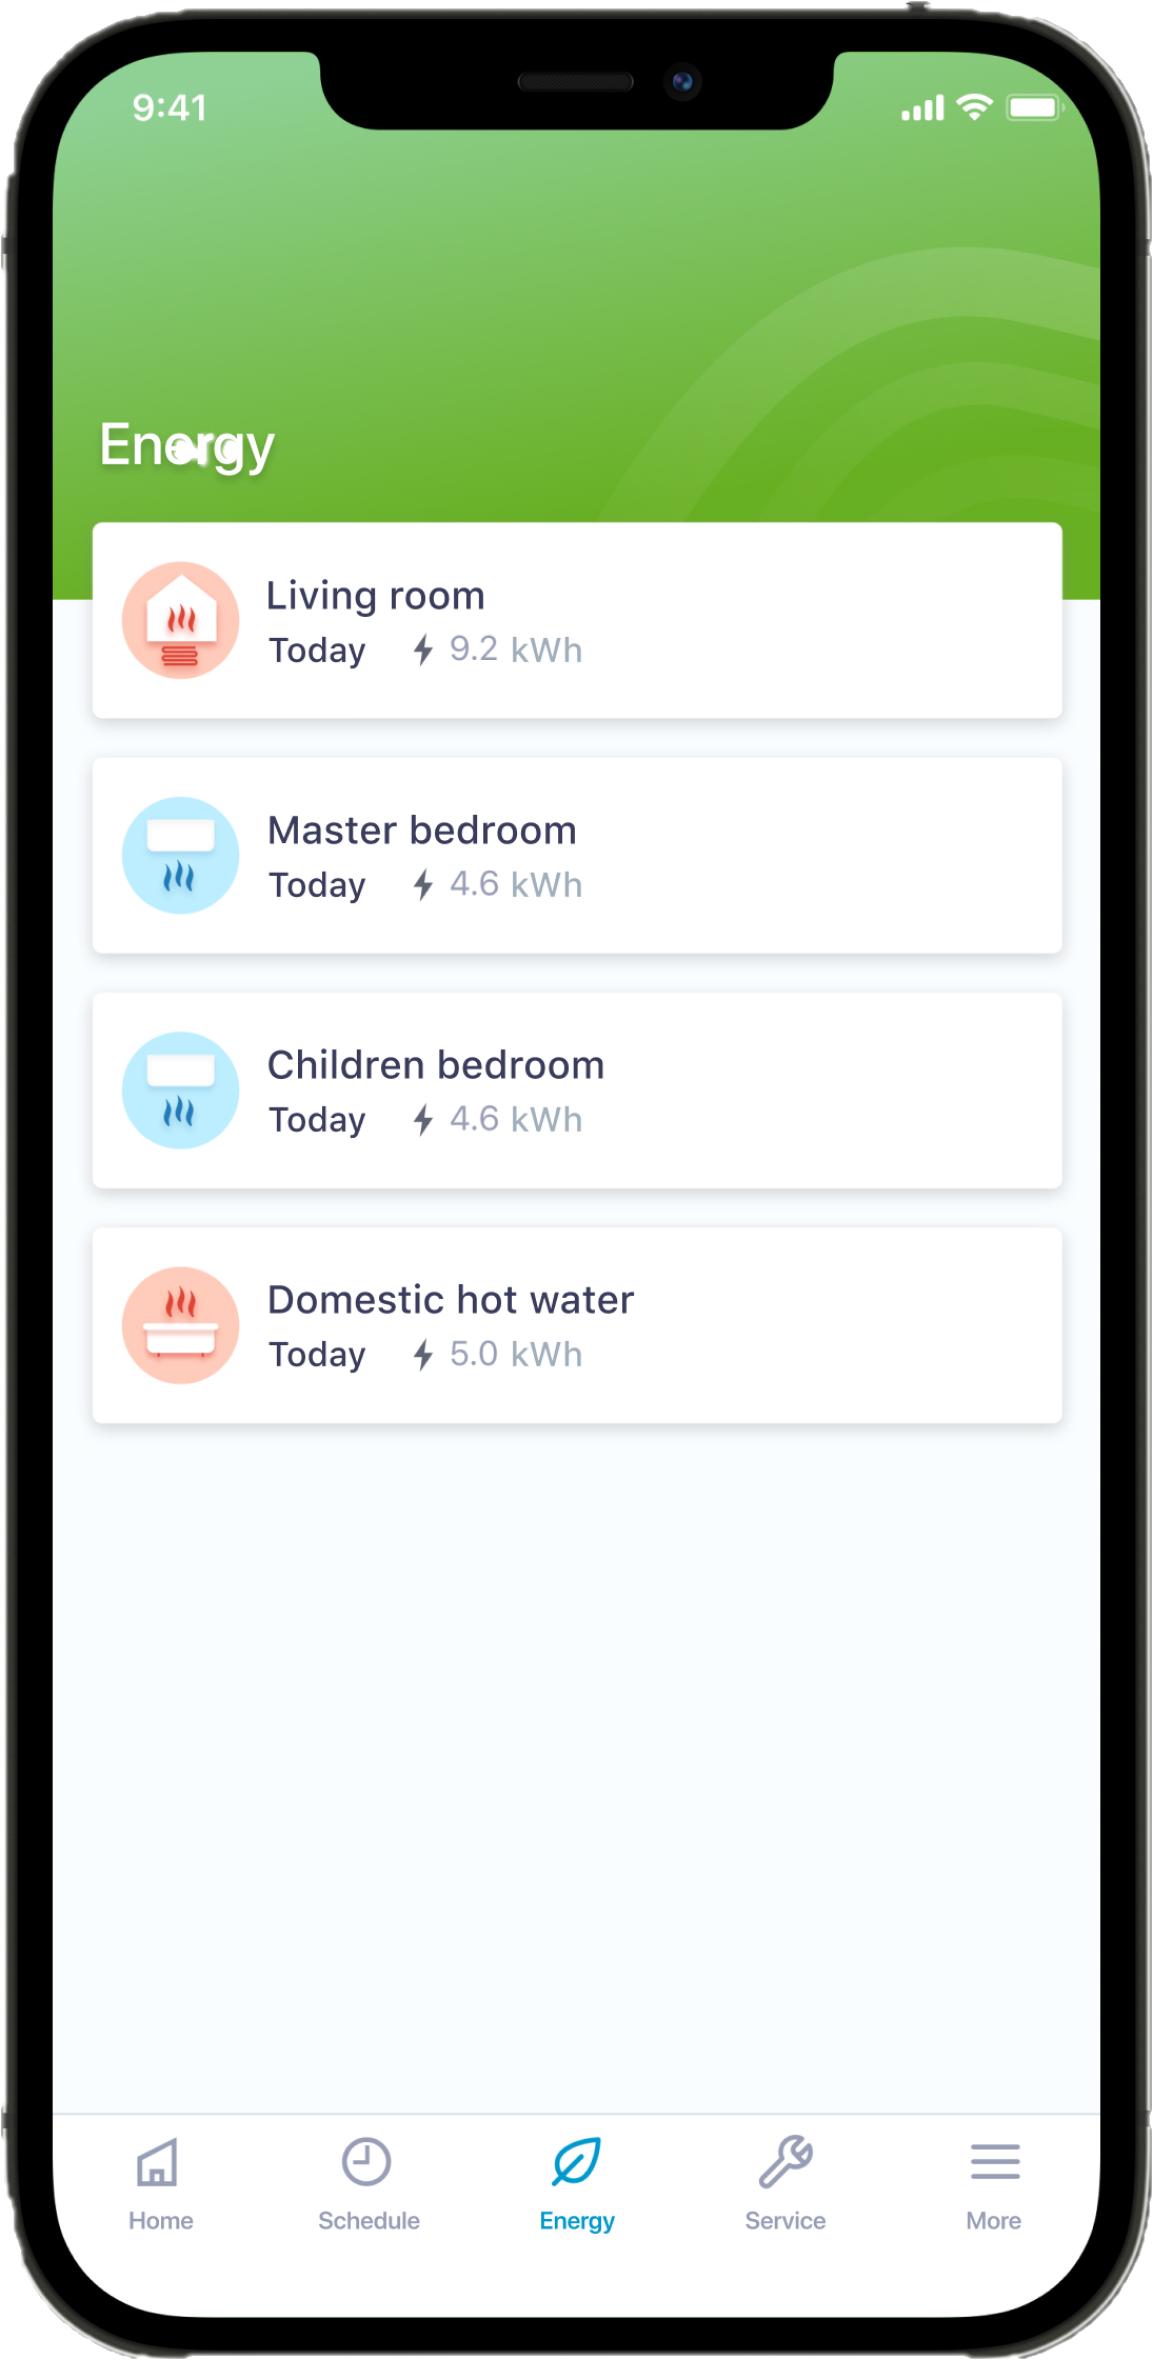 9:41
Energy
Living room
Today 9.2 kWh
Master bedroom
Today 4.6 kWh
Children bedroom
Today 4.6 kWh
Domestic hot water
Today 5.0 kWh
Home Schedule Energy Service More